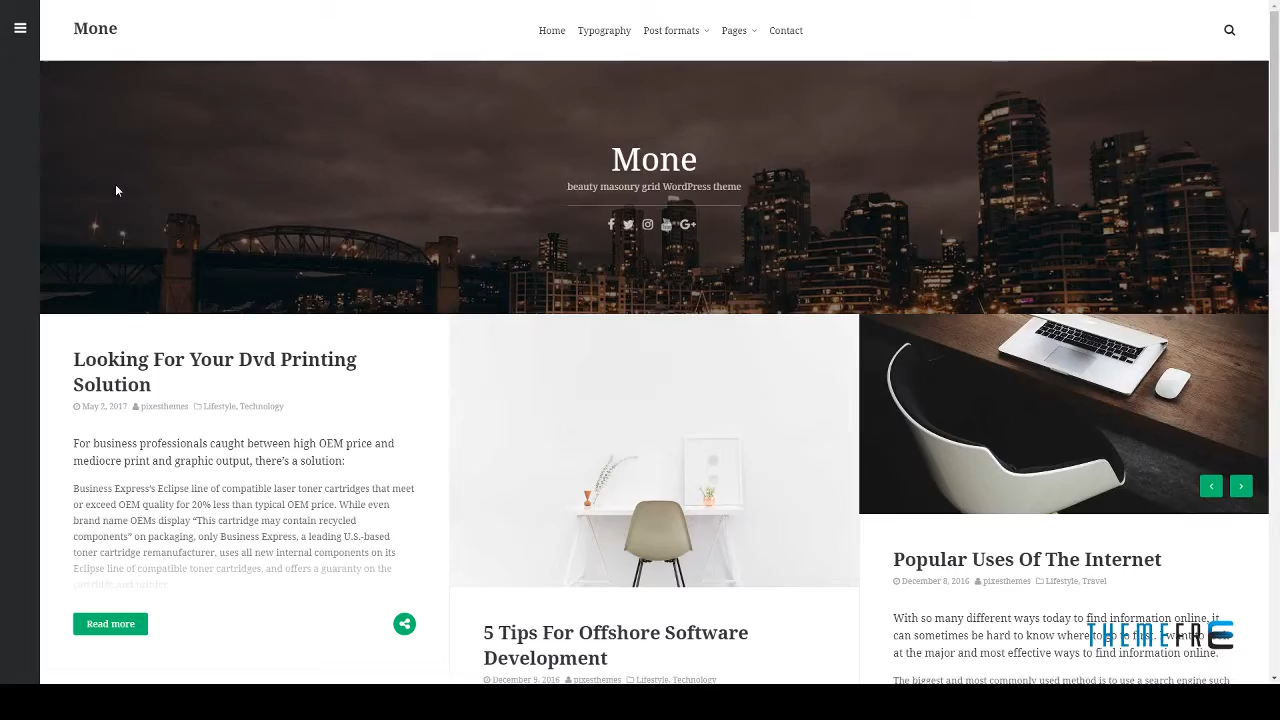 Mone
Home Typography Post formats Pages Contact
Mone
beauty masonry grid WordPress theme
Looking For Your Dvd Printing
Solution
May 2, 2017 pixesthemes Lifestyle, Technology
For business professionals caught between high OEM price and
mediocre print and graphic output, there's a solution:
Business Express's Eclipse line of compatible laser toner cartridges that meet
or exceed OEM quality for 20% less than typical OEM price. While even
brand name OEMs display “This cartridge may contain recycled
components” on packaging, only Business Express, a leading U.S.-based
toner cartridge remanufacturer, uses all new internal components on its
Eclipse line of compatible toner cartridges, and offers a guaranty on the
cartridge and printer.
Read more
5 Tips For Offshore Software
Development
December 9, 2016 pixesthemes Lifestyle, Technology
Popular Uses Of The Internet
December 8, 2016 pixesthemes Lifestyle, Travel
With so many different ways today to find information online, it
can sometimes be hard to know where to go to first. I want to
at the major and most effective ways to find information online.
The biggest and most commonly used method is to use a search engine such
THEMEFRE